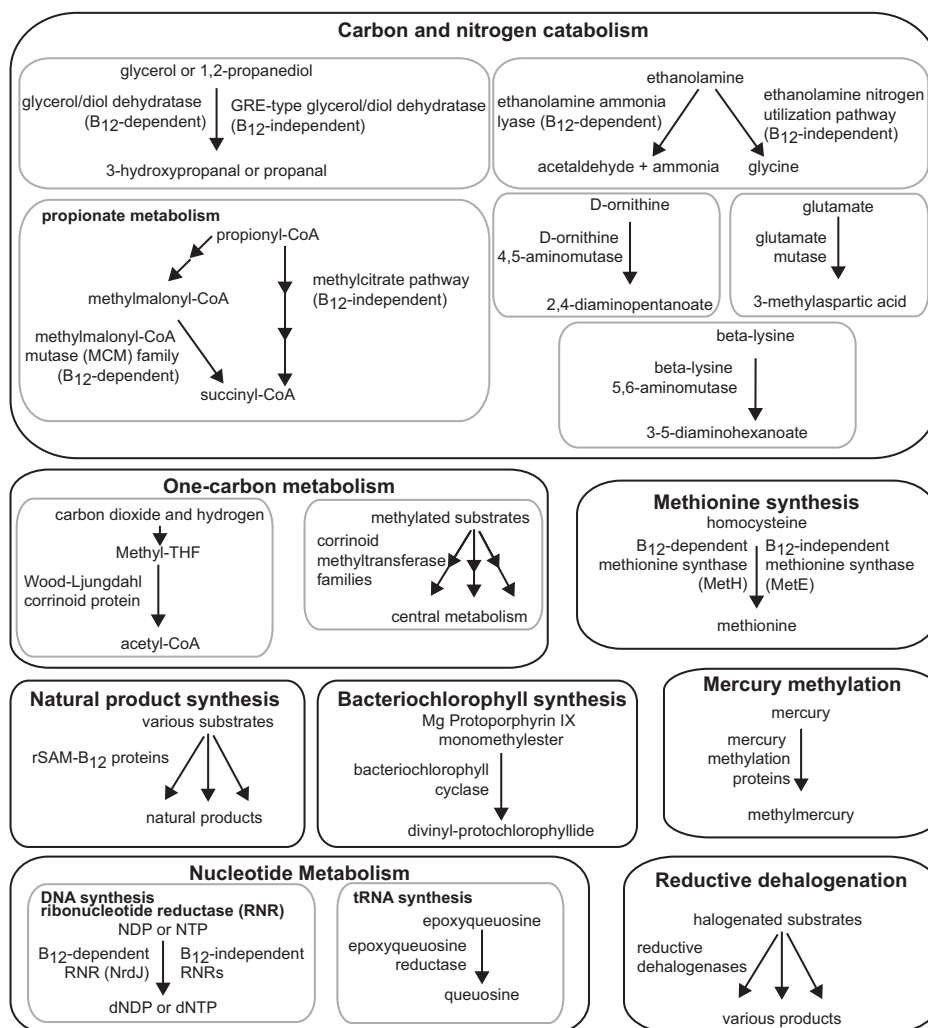 Carbon and nitrogen catabolism
glycerol or 1,2-propanediol
glycerol/diol dehydratase
(B12-dependent)
GRE-type glycerol/diol dehydratase
(B12-independent)
3-hydroxypropanal or propanal
ethanolamine
ethanolamine ammonia
lyase (B12-dependent)
ethanolamine nitrogen
utilization pathway
(B12-independent)
acetaldehyde + ammonia
glycine
propionate metabolism
propionyl-CoA
methylmalonyl-CoA
methylcitrate pathway
(B12-independent)
methylmalonyl-CoA
mutase (MCM) family
(B12-dependent)
succinyl-CoA
D-ornithine
D-ornithine
4,5-aminomutase
2,4-diaminopentanoate
glutamate
glutamate
mutase
3-methylaspartic acid
beta-lysine
beta-lysine
5,6-aminomutase
3-5-diaminohexanoate
One-carbon metabolism
carbon dioxide and hydrogen
Methyl-THF
Wood-Ljungdahl
corrinoid protein
acetyl-CoA
methylated substrates
corrinoid
methyltransferase
families
central metabolism
Methionine synthesis
homocysteine
B12-dependent
methionine synthase
(MetH)
B12-independent
methionine synthase
(MetE)
methionine
Natural product synthesis
various substrates
rSAM-B12 proteins
natural products
Bacteriochlorophyll synthesis
Mg Protoporphyrin IX
monomethylester
bacteriochlorophyll
cyclase
divinyl-protochlorophyllide
Mercury methylation
mercury
mercury
methylation
proteins
methylmercury
Nucleotide Metabolism
DNA synthesis
ribonucleotide reductase (RNR)
NDP or NTP
B12-dependent
RNR (NrdJ)
B12-independent
RNRs
dNDP or dNTP
tRNA synthesis
epoxyqueuosine
epoxyqueuosine
reductase
queuosine
Reductive dehalogenation
halogenated substrates
reductive
dehalogenases
various products